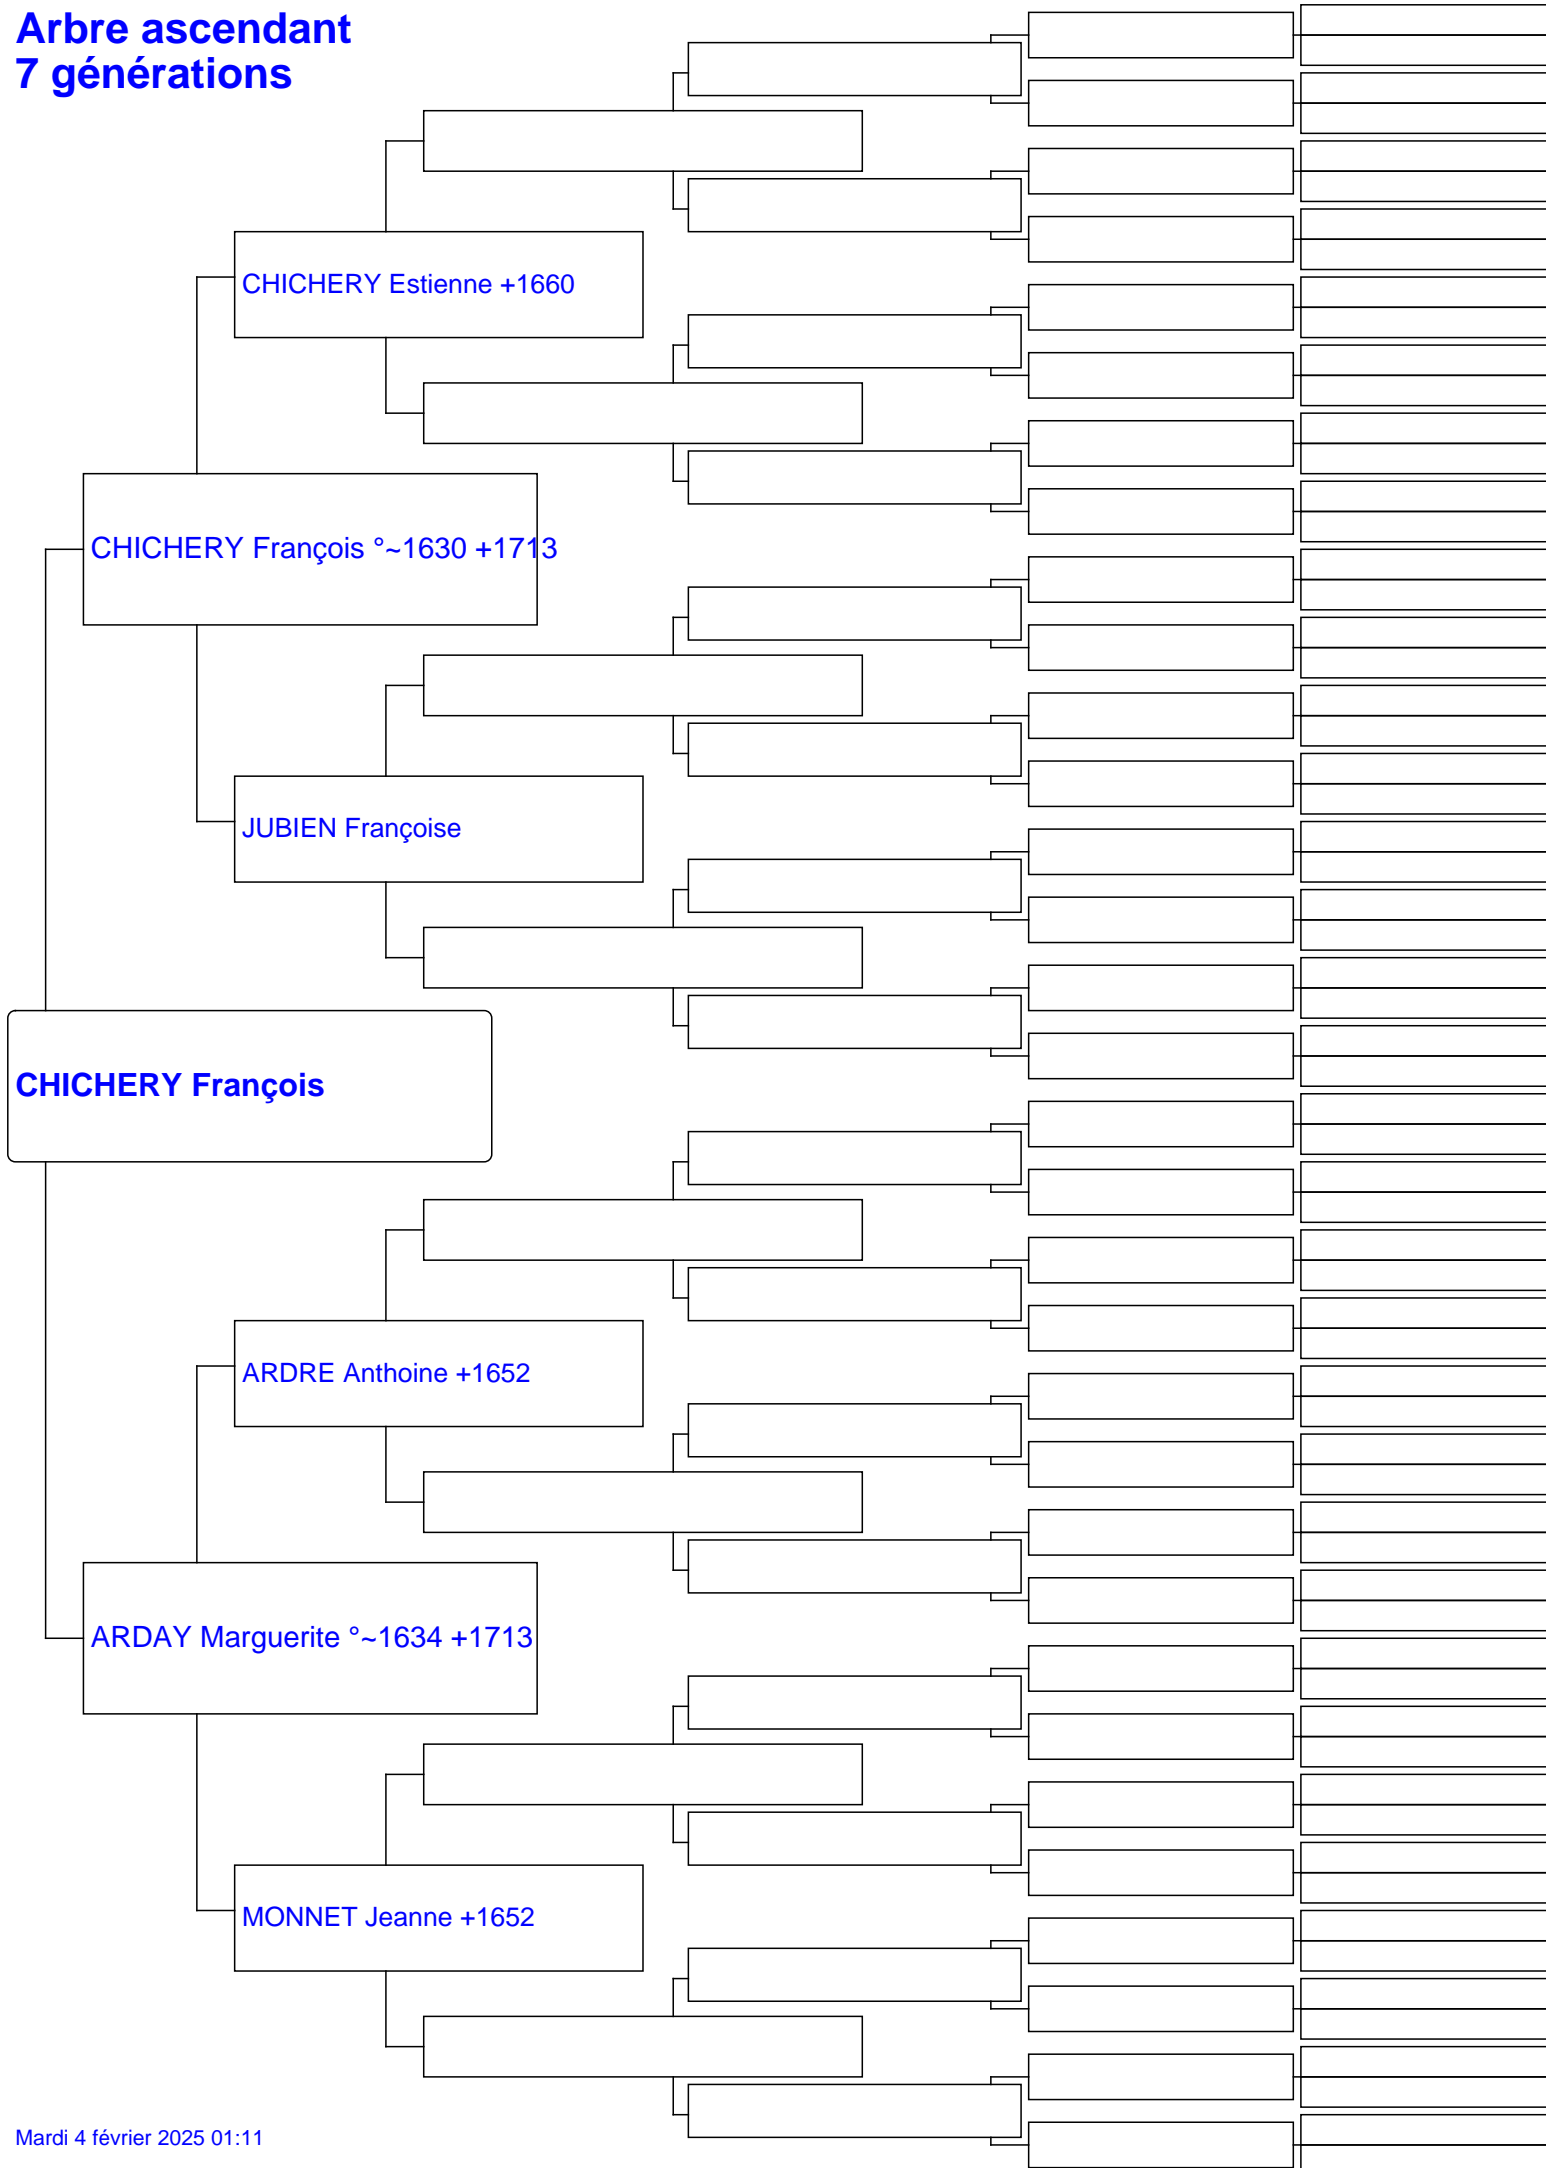 Arbre ascendant
7 générations
CHICHERY Estienne +1660
CHICHERY François °~1630 +1713
JUBIEN Françoise
CHICHERY François
ARDRE Anthoine +1652
ARDAY Marguerite °~1634 +1713
MONNET Jeanne +1652
Mardi 4 février 2025 01:11